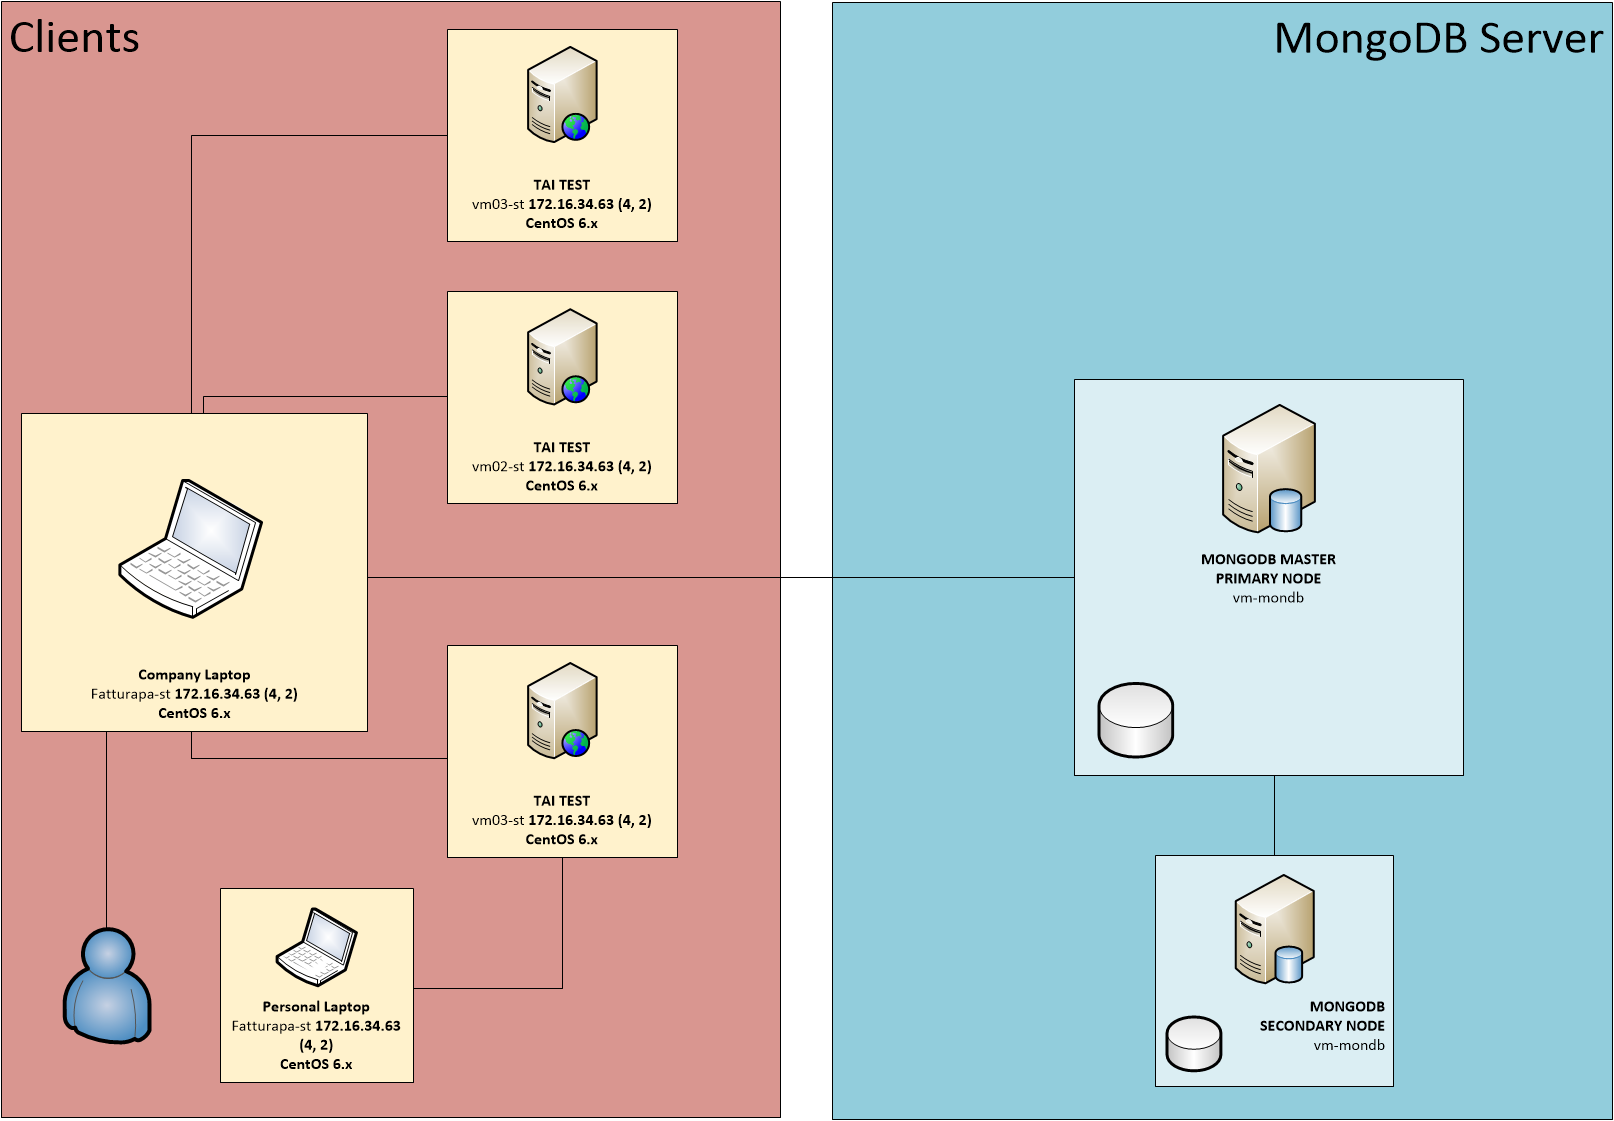 Clients
MongoDB Server
TAI TEST
vm03-st 172.16.34.63 (4, 2)
CentOS 6.x
TAI TEST
vm02-st 172.16.34.63 (4, 2)
CentOS 6.x
Company Laptop
Fatturapa-st 172.16.34.63 (4, 2)
CentOS 6.x
TAI TEST
vm03-st 172.16.34.63 (4, 2)
CentOS 6.x
Personal Laptop
Fatturapa-st 172.16.34.63
(4, 2)
CentOS 6.x
MONGODB MASTER
PRIMARY NODE
vm-mondb
MONGODB
SECONDARY NODE
vm-mondb